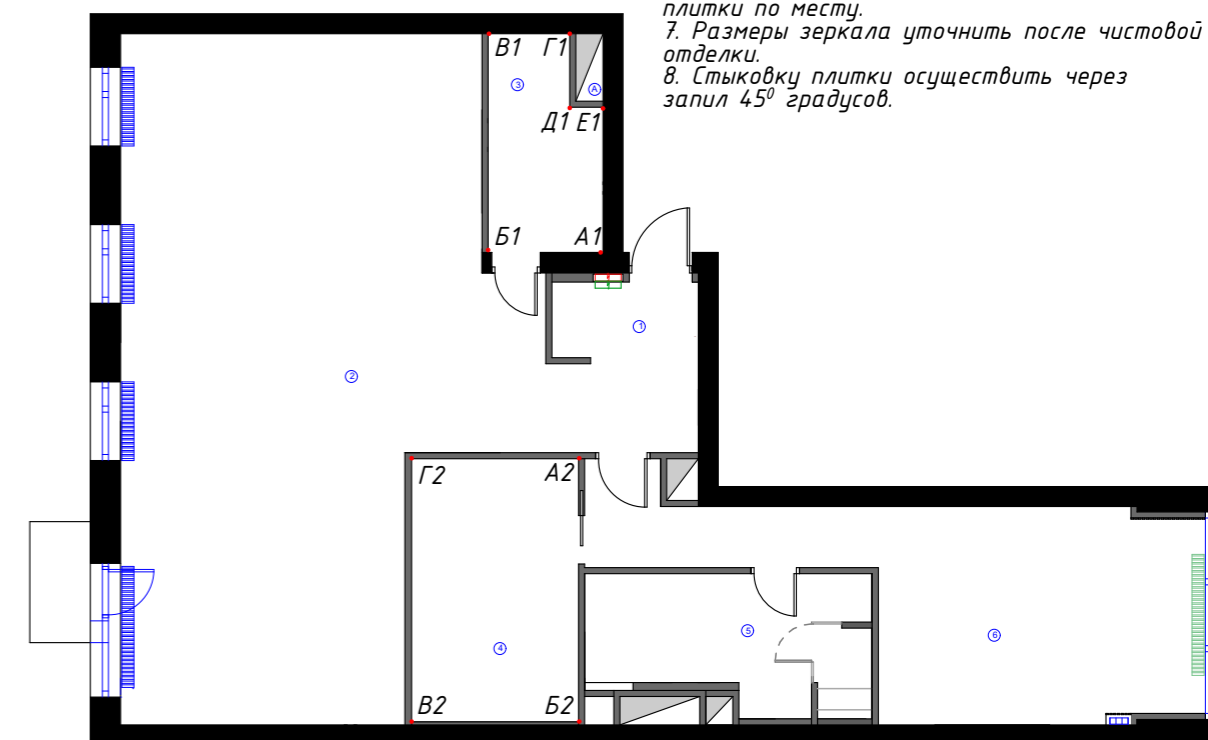 плитки по месту.
7. Размеры зеркала уточнить после чистовой
отделки.
8. Стыковку плитки осуществить через
запил 45⁰ градусов.
В1 Г1
3
А
Д1 Е1
Б1 А1
1
2
Г2 А2
4
5
6
В2 Б2